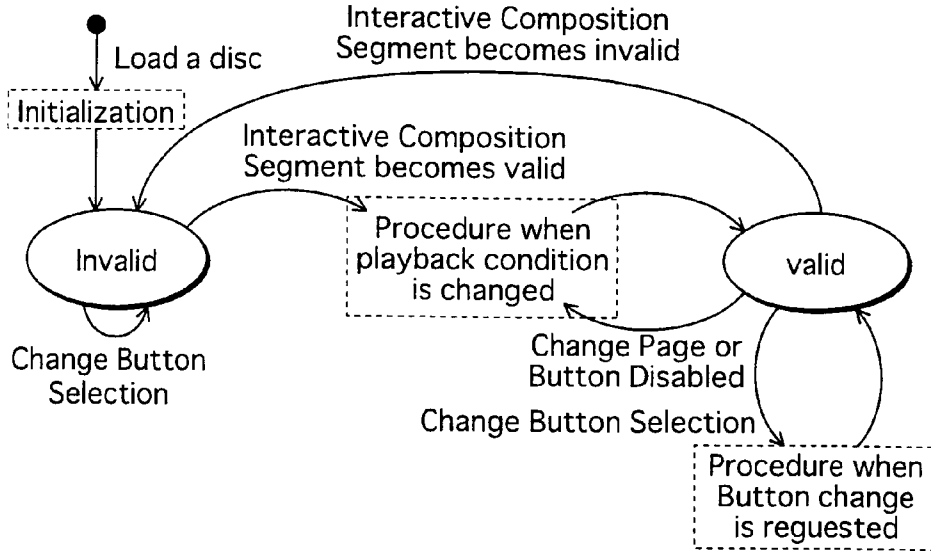 Interactive Composition
Segment becomes invalid
Load a disc
Initialization
Interactive Composition
Segment becomes valid
Procedure when
playback condition
is changed
Invalid
valid
Change Button
Selection
Change Page or
Button Disabled
Change Button Selection
Procedure when
Button change
is reguested